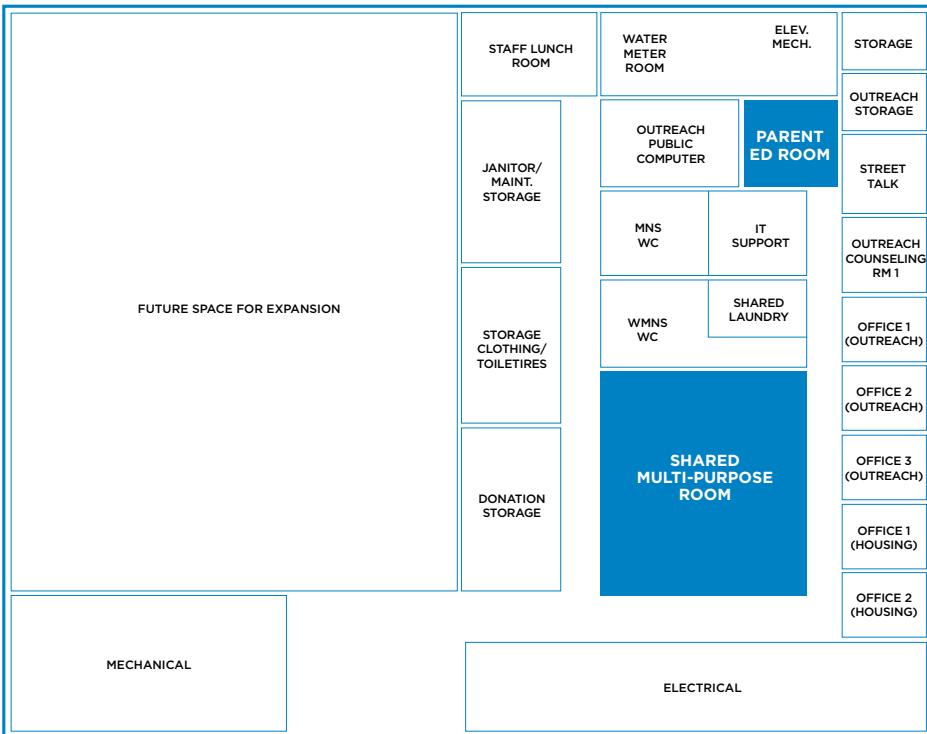 STAFF LUNCH
ROOM
WATER
METER
ROOM
ELEV.
MECH.
STORAGE
OUTREACH
STORAGE
OUTREACH
PUBLIC
COMPUTER
PARENT
ED ROOM
JANITOR/
MAINT.
STORAGE
STREET
TALK
MNS
WC
IT
SUPPORT
OUTREACH
COUNSELING
RM 1
FUTURE SPACE FOR EXPANSION
STORAGE
CLOTHING/
TOILETIRES
WMNS
WC
SHARED
LAUNDRY
OFFICE 1
(OUTREACH)
OFFICE 2
(OUTREACH)
SHARED
MULTI-PURPOSE
ROOM
OFFICE 3
(OUTREACH)
DONATION
STORAGE
OFFICE 1
(HOUSING)
OFFICE 2
(HOUSING)
MECHANICAL
ELECTRICAL